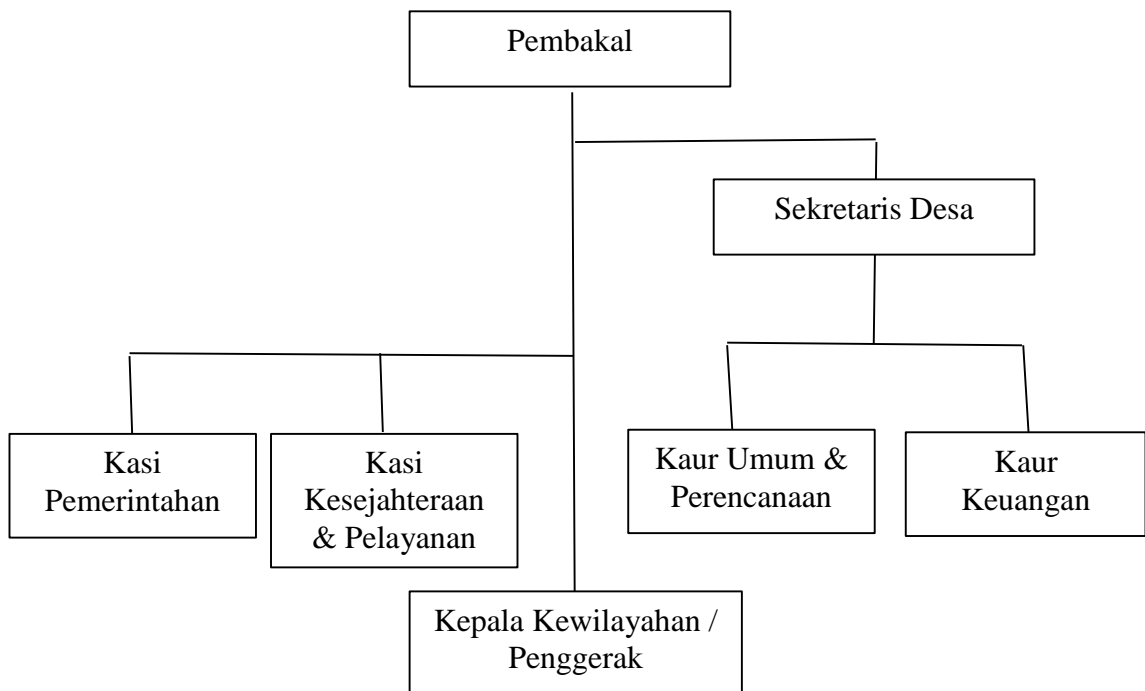 Pembakal
Sekretaris Desa
Kasi
Pemerintahan
Kasi
Kesejahteraan
& Pelayanan
Kaur Umum &
Perencanaan
Kaur
Keuangan
Kepala Kewilayahan /
Penggerak